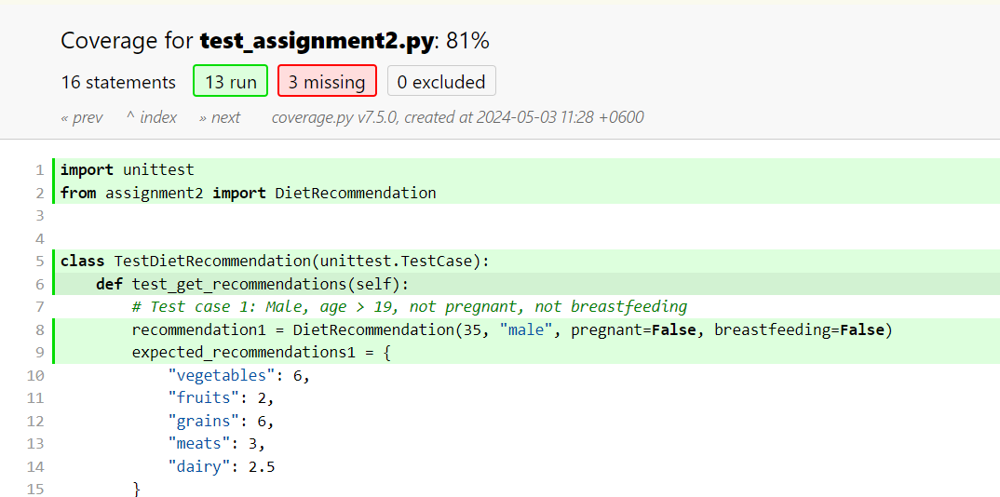 Coverage for test_assignment2.py: 81%
16 statements 13 run 3 missing 0 excluded
« prev ^ index » next coverage.py v7.5.0, created at 2024-05-03 11:28 +0600
1 import unittest
2 from assignment2 import DietRecommendation
3
4
5 class TestDietRecommendation(unittest.TestCase):
6     def test_get_recommendations(self):
7         # Test case 1: Male, age > 19, not pregnant, not breastfeeding
8         recommendation1 = DietRecommendation(35, "male", pregnant=False, breastfeeding=False)
9         expected_recommendations1 = {
10             "vegetables": 6,
11             "fruits": 2,
12             "grains": 6,
13             "meats": 3,
14             "dairy": 2.5
15         }